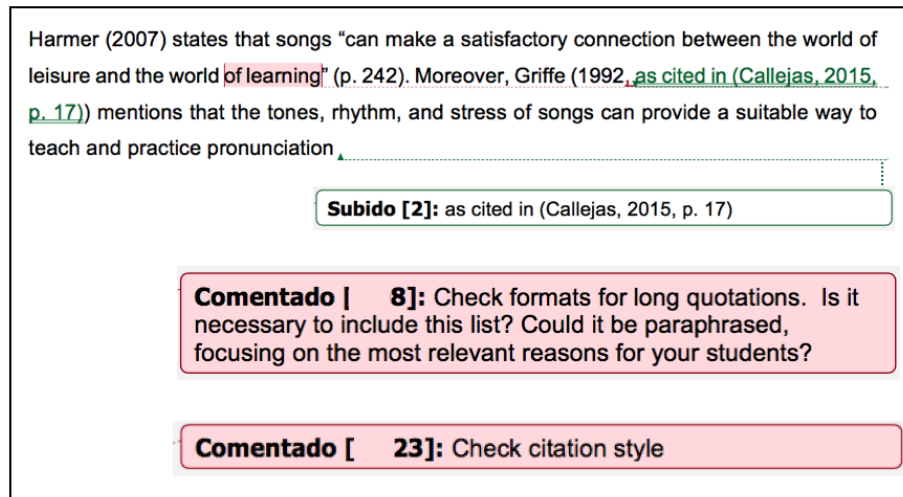 Harmer (2007) states that songs “can make a satisfactory connection between the world of
leisure and the world of learning” (p. 242). Moreover, Griffe (1992, as cited in (Callejas, 2015,
p. 17)) mentions that the tones, rhythm, and stress of songs can provide a suitable way to
teach and practice pronunciation
Subido [2]: as cited in (Callejas, 2015, p. 17)
Comentado [ 8]: Check formats for long quotations. Is it
necessary to include this list? Could it be paraphrased,
focusing on the most relevant reasons for your students?
Comentado [ 23]: Check citation style